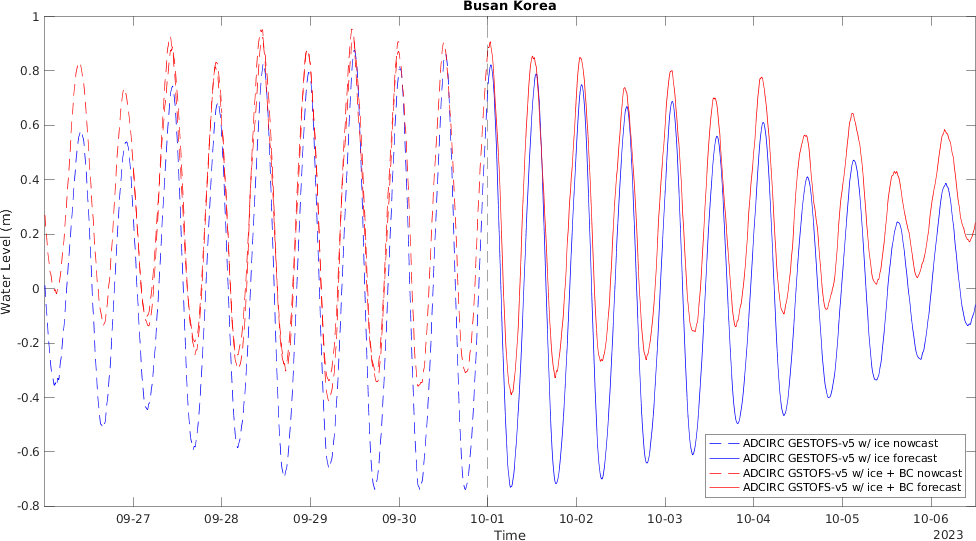 Busan Korea
Water Level (m)
1
0.8
0.6
0.4
0.2
0
-0.2
-0.4
-0.6
-0.8
ADCIRC GESTOFS-v5 w/ ice nowcast
ADCIRC GESTOFS-v5 w/ ice forecast
ADCIRC GSTOFS-v5 w/ ice + BC nowcast
ADCIRC GSTOFS-v5 w/ ice + BC forecast
09-27 09-28 09-29 09-30 10-01 10-02 10-03 10-04 10-05 10-06
Time
2023